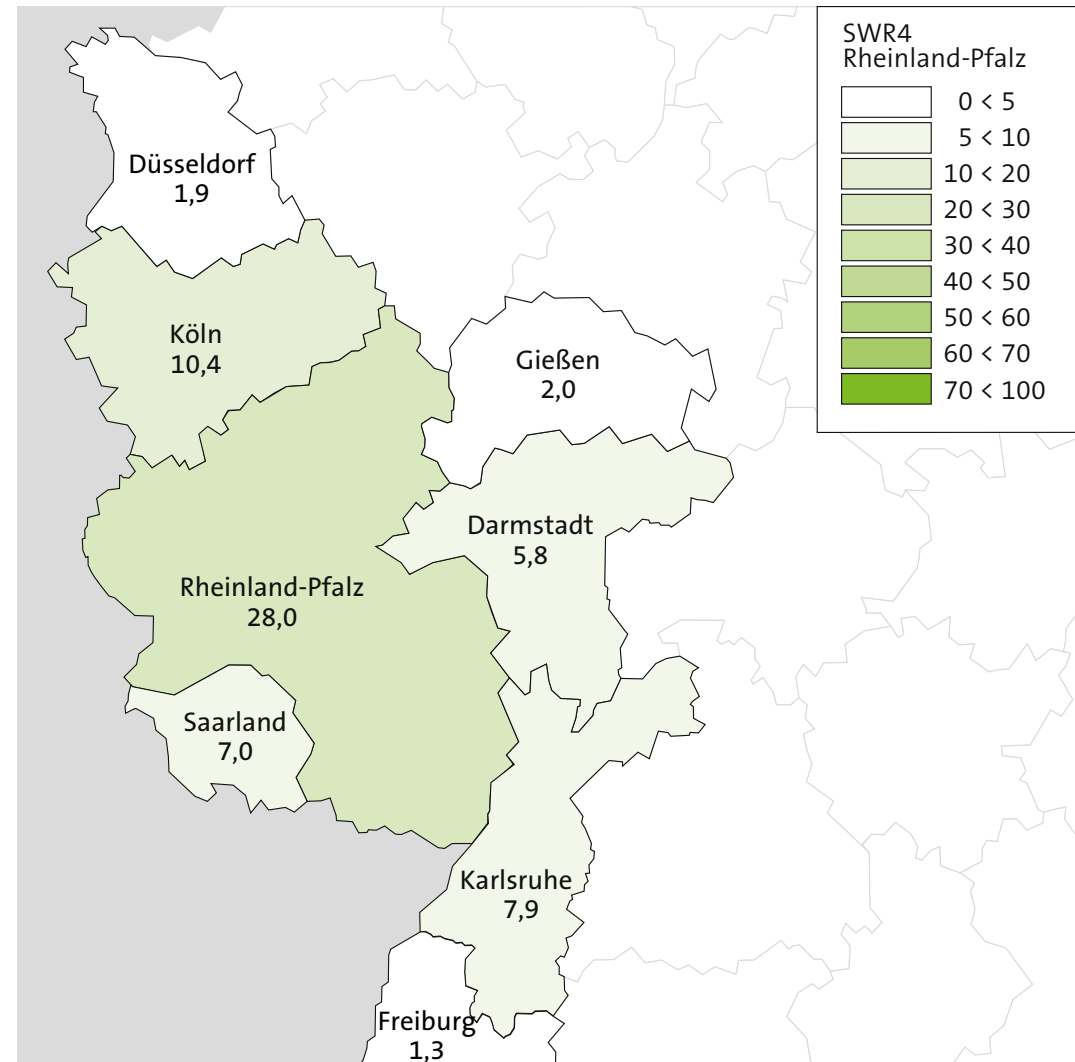 SWR4
Rheinland-Pfalz
0 < 5
5 < 10
10 < 20
20 < 30
30 < 40
40 < 50
50 < 60
60 < 70
70 < 100
Düsseldorf
1,9
Köln
10,4
Gießen
2,0
Darmstadt
5,8
Rheinland-Pfalz
28,0
Saarland
7,0
Karlsruhe
7,9
Freiburg
1,3